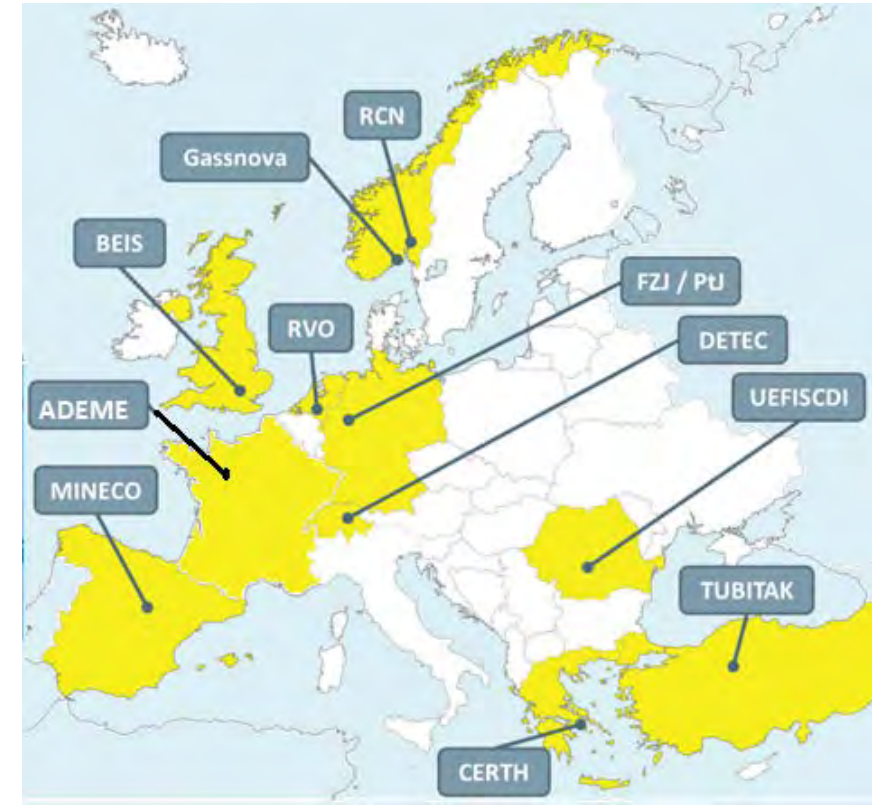 RCN
Gassnova
BEIS
FZJ / PtJ
RVO
DETEC
UEFISCDI
ADEME
MINECO
TUBITAK
CERTH